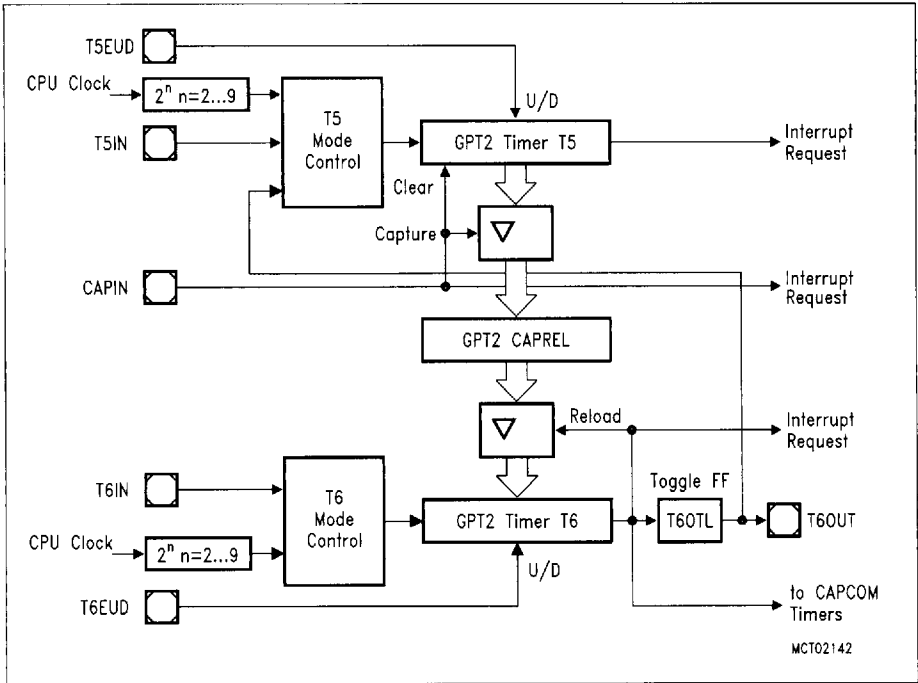 T5EUD
CPU Clock
2ⁿ n=2...9
T5IN
T5
Mode
Control
U/D
GPT2 Timer T5
Interrupt
Request
Clear
Capture
CAPIN
Interrupt
Request
GPT2 CAPREL
Reload
Interrupt
Request
T6IN
T6
Mode
Control
Toggle FF
GPT2 Timer T6
T6OTL
T6OUT
CPU Clock
2ⁿ n=2...9
U/D
T6EUD
to CAPCOM
Timers
MCT02142